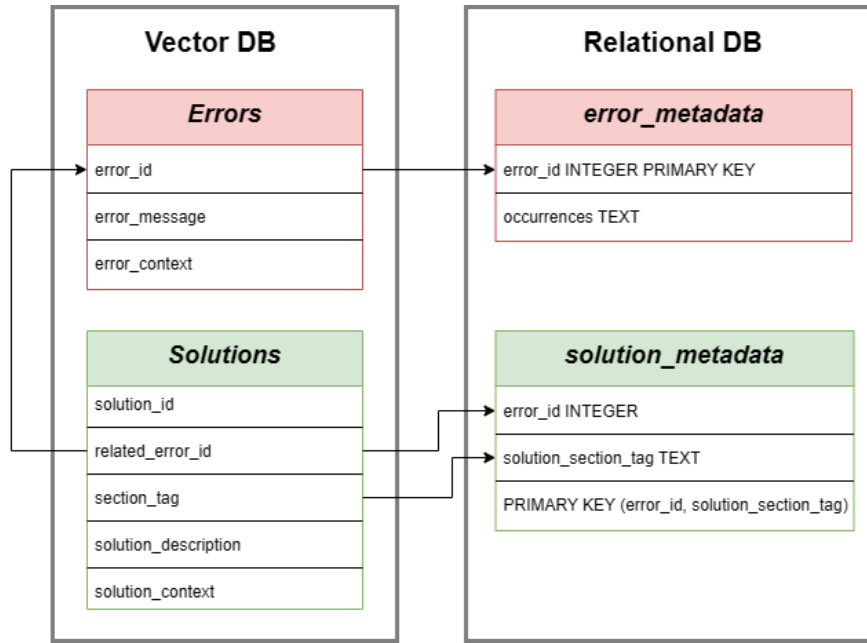 Vector DB
Errors
error_id
error_message
error_context
Solutions
solution_id
related_error_id
section_tag
solution_description
solution_context
Relational DB
error_metadata
error_id INTEGER PRIMARY KEY
occurrences TEXT
solution_metadata
error_id INTEGER
solution_section_tag TEXT
PRIMARY KEY (error_id, solution_section_tag)